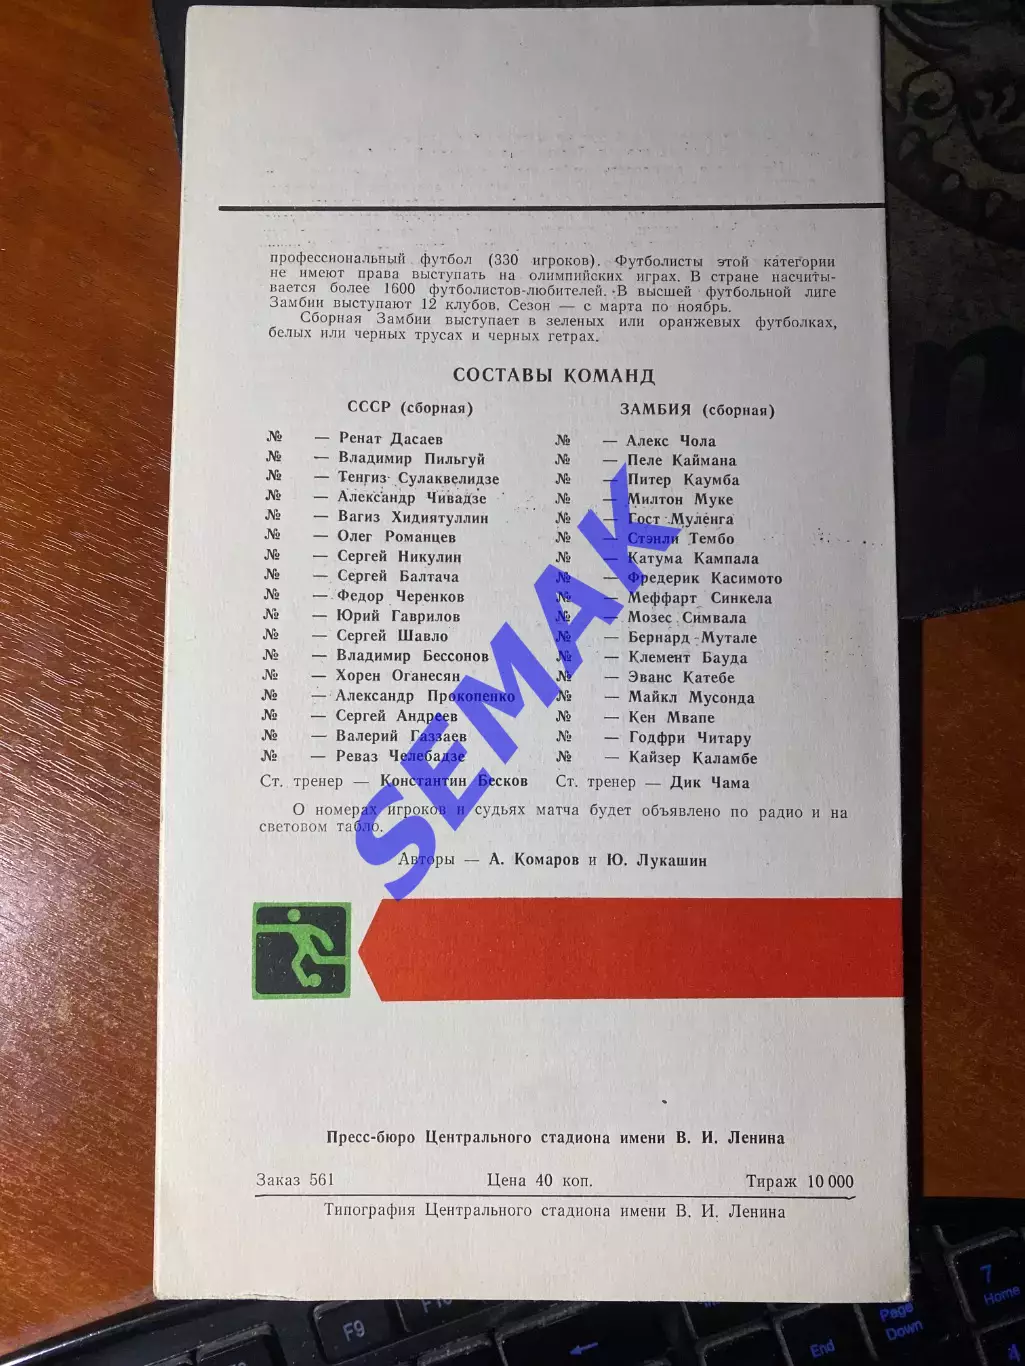 профессиональный футбол (330 игроков). Футболисты этой категории
не имеют права выступать на олимпийских играх. В стране насчиты-
вается более 1600 футболистов-любителей. В высшей футбольной лиге
Замбии выступают 12 клубов. Сезон — с марта по ноябрь.
Сборная Замбии выступает в зеленых или оранжевых футболках,
белых или черных трусах и черных гетрах.
СОСТАВЫ КОМАНД
СССР (сборная)
№ — Ренат Дасаев
№ — Владимир Пильгуй
№ — Тенгиз Сулаквелидзе
№ — Александр Чивадзе
№ — Вагиз Хидиятуллин
№ — Олег Романцев
№ — Сергей Никулин
№ — Сергей Балтача
№ — Федор Черенков
№ — Юрий Гаврилов
№ — Сергей Шавло
№ — Владимир Бессонов
№ — Хорен Оганесян
№ — Александр Прокопенко
№ — Сергей Андреев
№ — Валерий Газзаев
№ — Реваз Челебадзе
Ст. тренер — Константин Бесков
ЗАМБИЯ (сборная)
№ — Алекс Чола
№ — Пеле Каймана
№ — Питер Каумба
№ — Милтон Муке
№ — Гост Муленга
№ — Стэнли Тембо
№ — Катума Кампала
№ — Фредерик Касимото
№ — Меффарт Синкела
№ — Мозес Симвала
№ — Бернард Мутале
№ — Клемент Бауда
№ — Эванс Катебе
№ — Майкл Мусонда
№ — Кен Мвапе
№ — Годфри Читару
№ — Кайзер Каламбе
Ст. тренер — Дик Чама
О номерах игроков и судьях матча будет объявлено по радио и на
световом табло.
Авторы — А. Комаров и Ю. Лукашин
SEMAK
Пресс-бюро Центрального стадиона имени В. И. Ленина
Заказ 561 Цена 40 коп. Тираж 10 000
Типография Центрального стадиона имени В. И. Ленина
F9
F10
End
Page
Down
7
Home
4